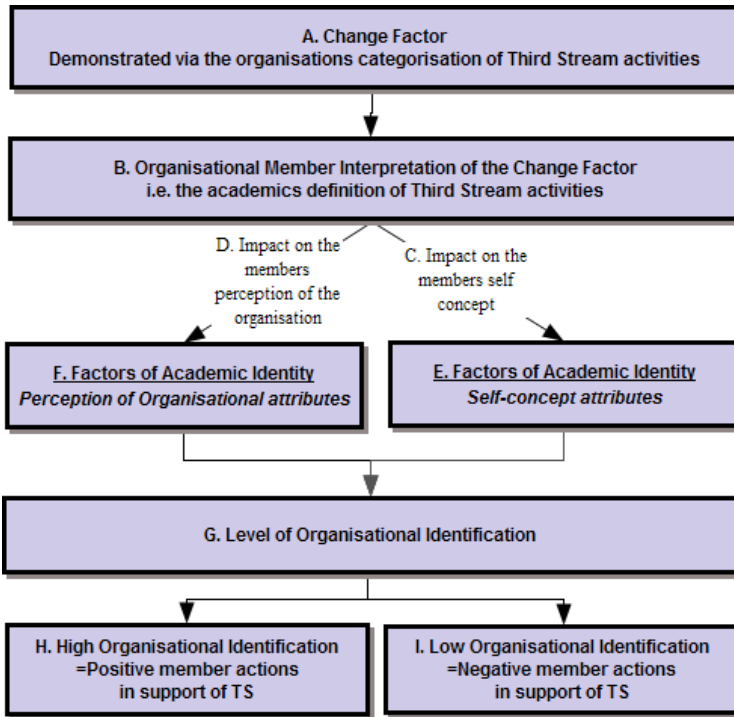 A. Change Factor
Demonstrated via the organisations categorisation of Third Stream activities
B. Organisational Member Interpretation of the Change Factor
i.e. the academics definition of Third Stream activities
D. Impact on the
members
perception of the
organisation
C. Impact on the
members self
concept
F. Factors of Academic Identity
Perception of Organisational attributes
E. Factors of Academic Identity
Self-concept attributes
G. Level of Organisational Identification
H. High Organisational Identification
=Positive member actions
in support of TS
I. Low Organisational Identification
=Negative member actions
in support of TS